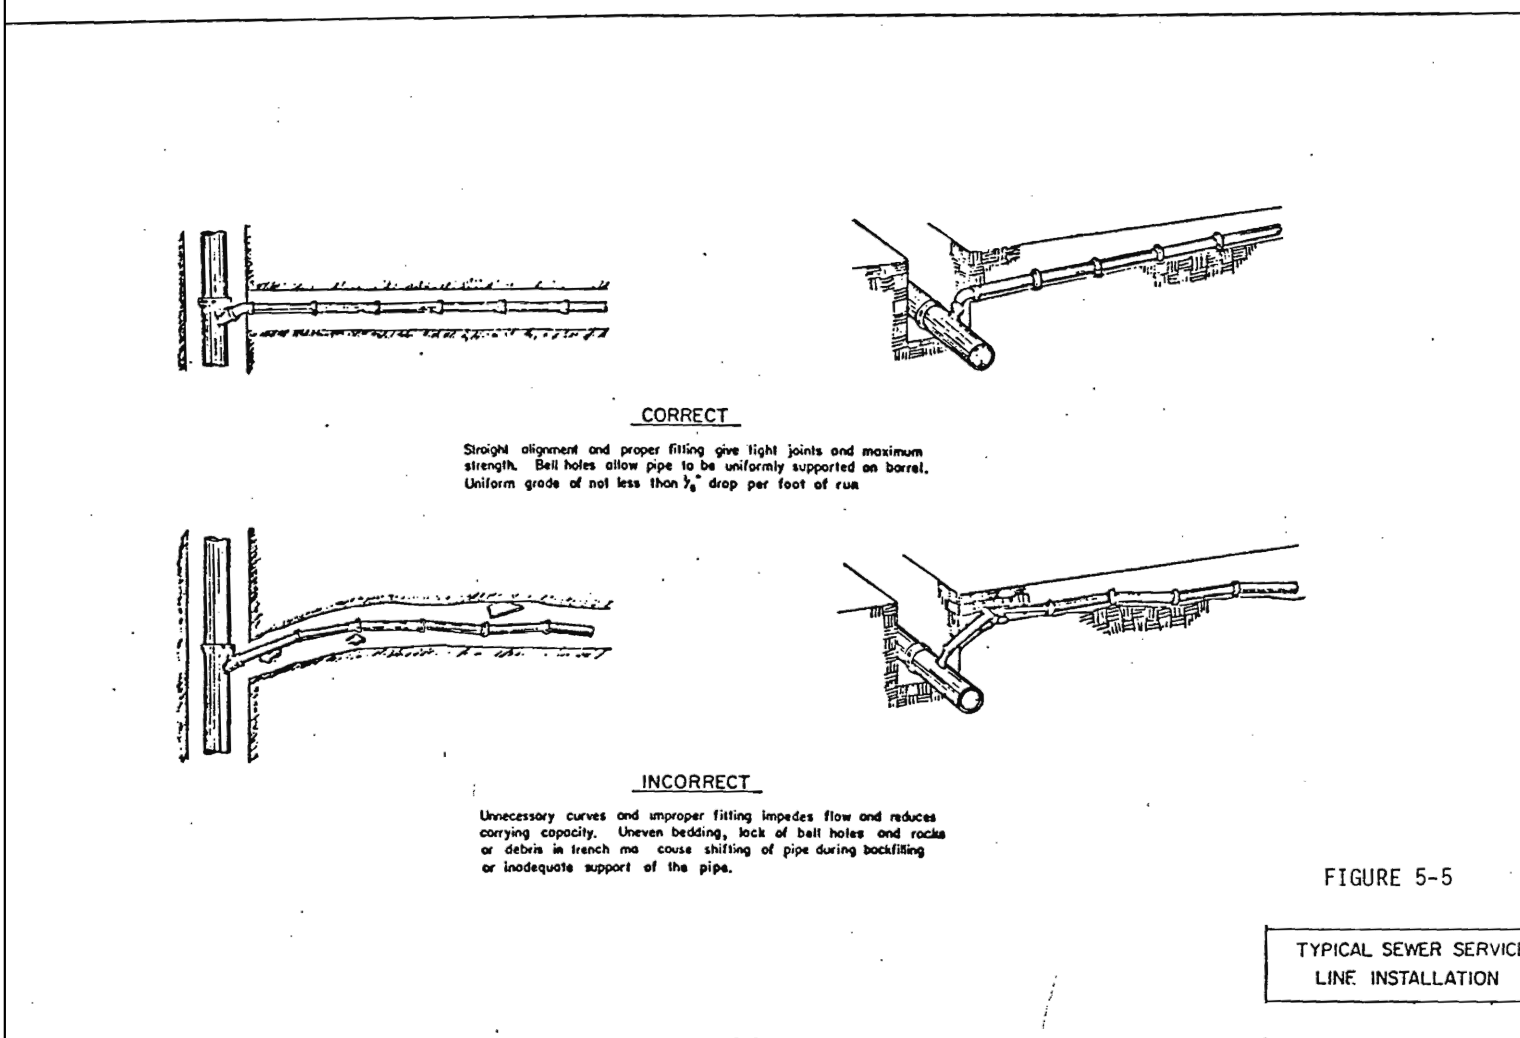 CORRECT
Straight alignment and proper fitting give tight joints and maximum
strength. Bell holes allow pipe to be uniformly supported on barrel.
Uniform grade of not less than 1/8" drop per foot of run
INCORRECT
Unnecessary curves and improper fitting impedes flow and reduces
carrying capacity. Uneven bedding, lack of bell holes and rocks
or debris in trench ma cause shifting of pipe during backfilling
or inadequate support of the pipe.
FIGURE 5-5
TYPICAL SEWER SERVICE
LINE INSTALLATION